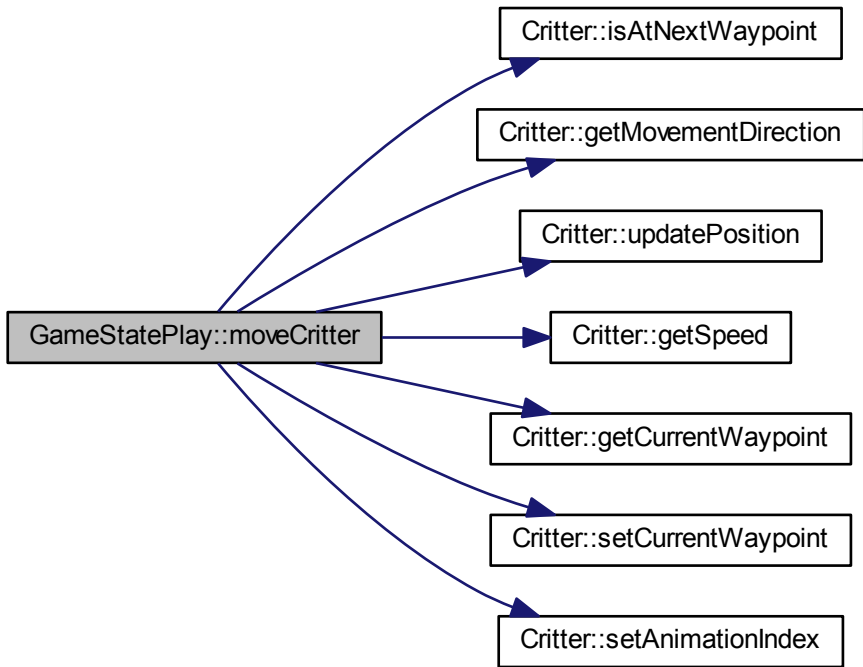 Critter::isAtNextWaypoint
Critter::getMovementDirection
Critter::updatePosition
GameStatePlay::moveCritter
Critter::getSpeed
Critter::getCurrentWaypoint
Critter::setCurrentWaypoint
Critter::setAnimationIndex